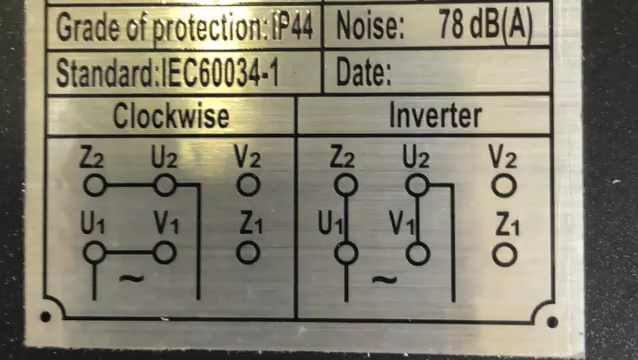 Grade of protection:IP44 Noise: 78 dB(A)
Standard:IEC60034-1 Date:
Clockwise Inverter
Z2 U2 V2 Z2 U2 V2
U1 V1 Z1 U1 V1 Z1
~ ~